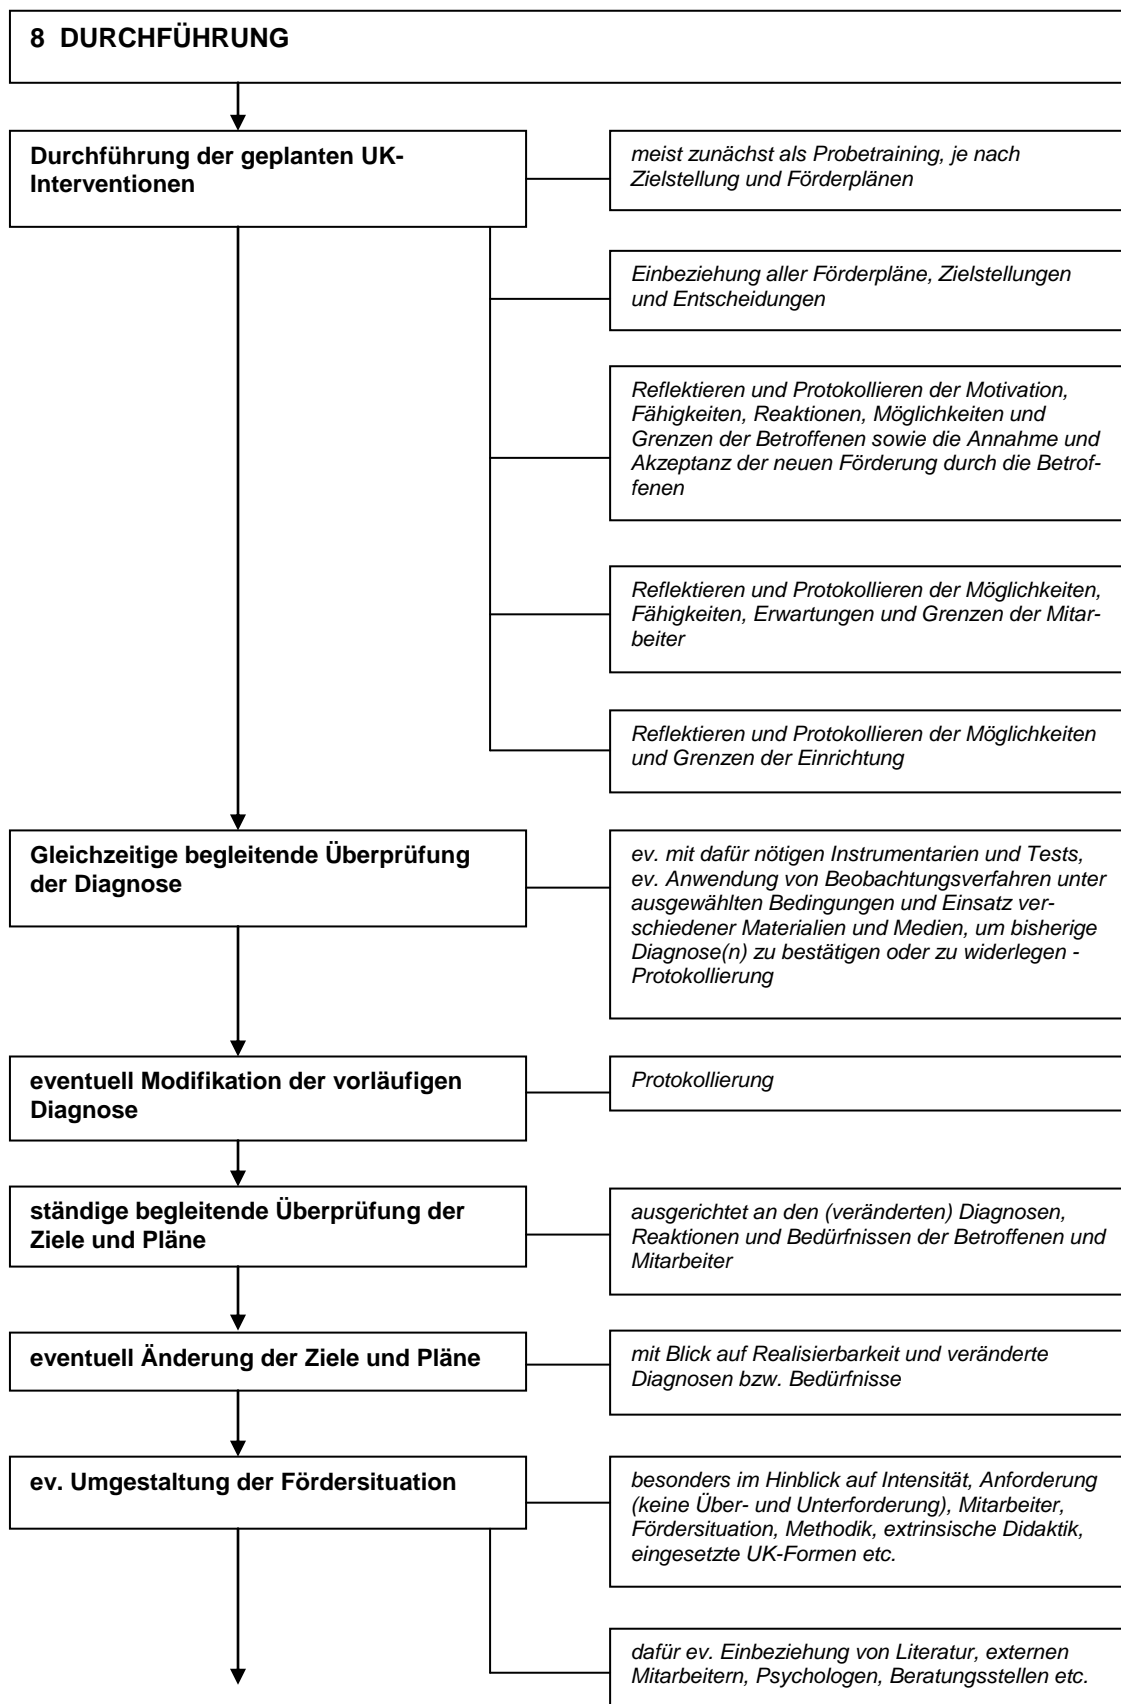 8 DURCHFÜHRUNG
Durchführung der geplanten UK-
Interventionen
meist zunächst als Probetraining, je nach
Zielstellung und Förderplänen
Einbeziehung aller Förderpläne, Zielstellungen
und Entscheidungen
Reflektieren und Protokollieren der Motivation,
Fähigkeiten, Reaktionen, Möglichkeiten und
Grenzen der Betroffenen sowie die Annahme und
Akzeptanz der neuen Förderung durch die Betrof-
fenen
Reflektieren und Protokollieren der Möglichkeiten,
Fähigkeiten, Erwartungen und Grenzen der Mitar-
beiter
Reflektieren und Protokollieren der Möglichkeiten
und Grenzen der Einrichtung
Gleichzeitige begleitende Überprüfung
der Diagnose
ev. mit dafür nötigen Instrumentarien und Tests,
ev. Anwendung von Beobachtungsverfahren unter
ausgewählten Bedingungen und Einsatz ver-
schiedener Materialien und Medien, um bisherige
Diagnose(n) zu bestätigen oder zu widerlegen -
Protokollierung
eventuell Modifikation der vorläufigen
Diagnose
Protokollierung
ständige begleitende Überprüfung der
Ziele und Pläne
ausgerichtet an den (veränderten) Diagnosen,
Reaktionen und Bedürfnissen der Betroffenen und
Mitarbeiter
eventuell Änderung der Ziele und Pläne
mit Blick auf Realisierbarkeit und veränderte
Diagnosen bzw. Bedürfnisse
ev. Umgestaltung der Fördersituation
besonders im Hinblick auf Intensität, Anforderung
(keine Über- und Unterforderung), Mitarbeiter,
Fördersituation, Methodik, extrinsische Didaktik,
eingesetzte UK-Formen etc.
dafür ev. Einbeziehung von Literatur, externen
Mitarbeitern, Psychologen, Beratungsstellen etc.